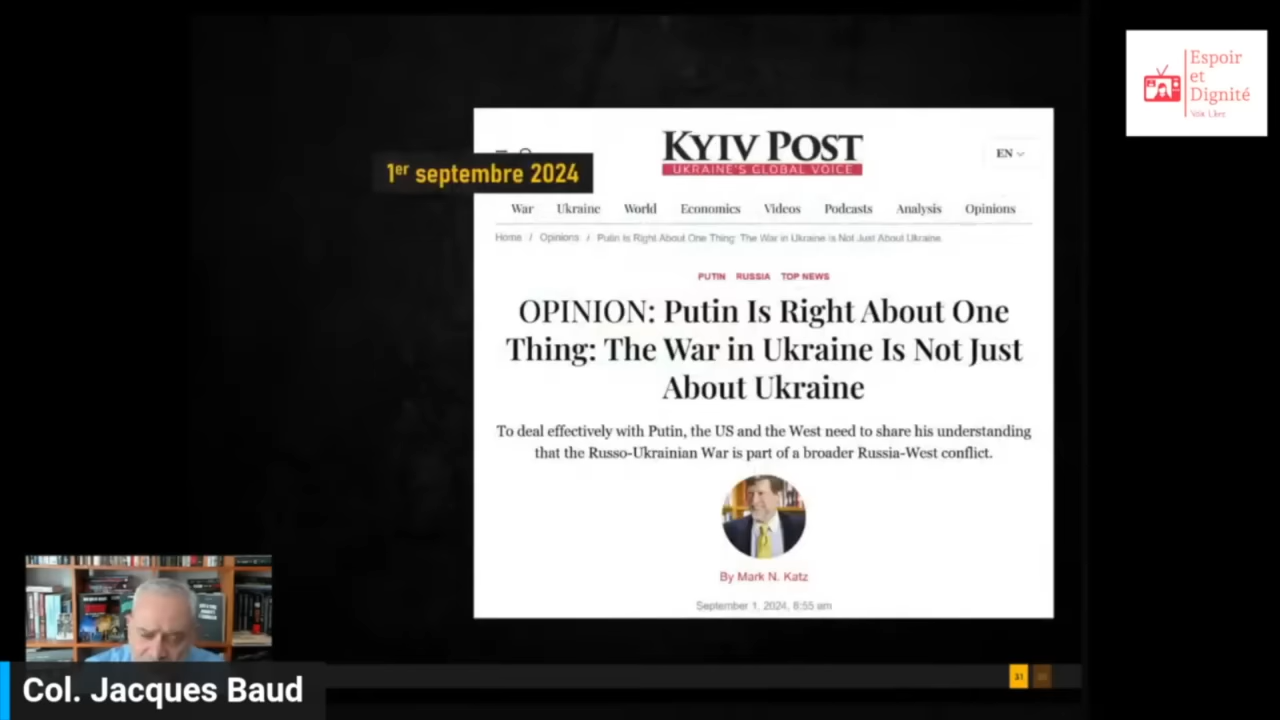 Espoir
et
Dignité
Voix Libre
1er septembre 2024
KYIV POST
UKRAINE'S GLOBAL VOICE
EN
War Ukraine World Economics Videos Podcasts Analysis Opinions
Home / Opinions / Putin Is Right About One Thing: The War in Ukraine Is Not Just About Ukraine
PUTIN RUSSIA TOP NEWS
OPINION: Putin Is Right About One
Thing: The War in Ukraine Is Not Just
About Ukraine
To deal effectively with Putin, the US and the West need to share his understanding
that the Russo-Ukrainian War is part of a broader Russia-West conflict.
By Mark N. Katz
September 1, 2024, 8:55 am
31
Col. Jacques Baud